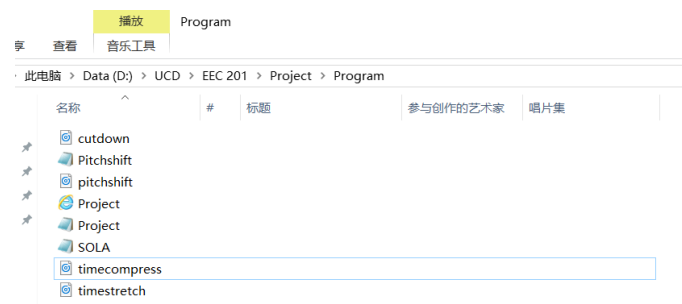 播放 Program
享 查看 音乐工具
此电脑 > Data (D:) > UCD > EEC 201 > Project > Program
名称 # 标题 参与创作的艺术家 唱片集
cutdown
Pitchshift
pitchshift
Project
Project
SOLA
timecompress
timestretch